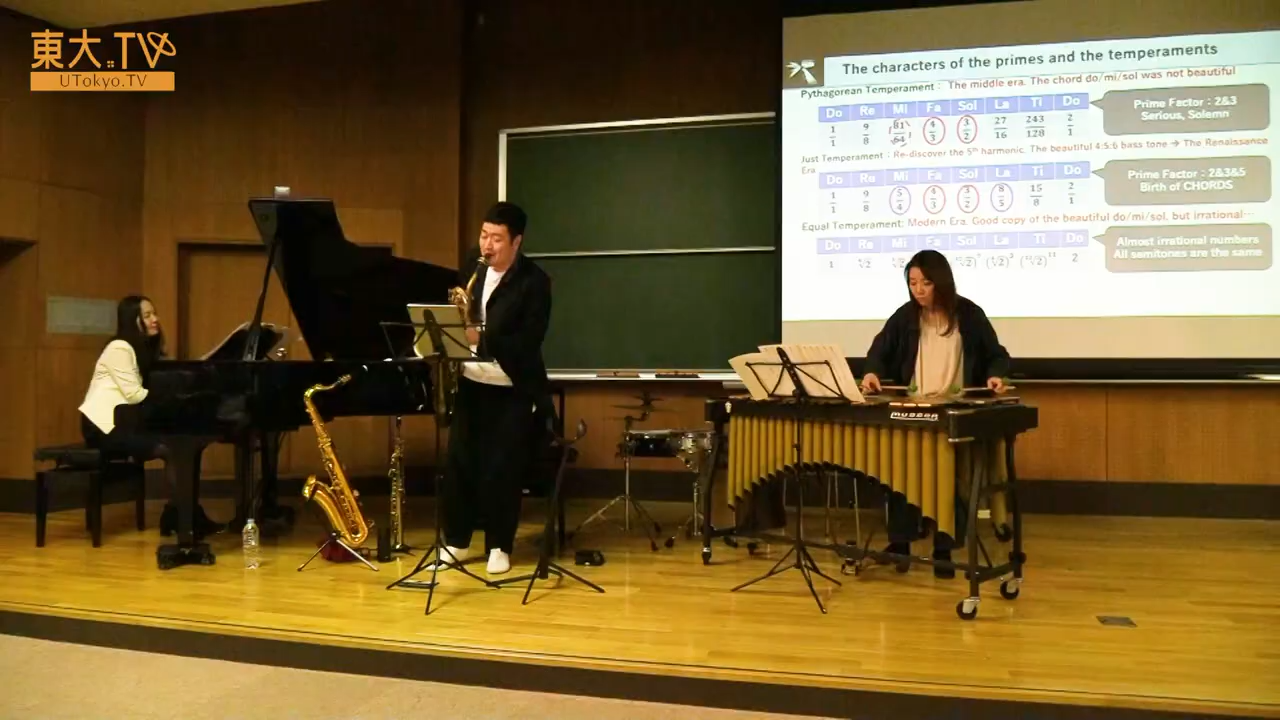 東大.TV
UTokyo.TV
The characters of the primes and the temperaments
Pythagorean Temperament : The middle era. The chord do/mi/sol was not beautiful
Do Re Mi Fa Sol La Ti Do
1/1 9/8 81/64 4/3 3/2 27/16 243/128 2/1
Prime Factor : 2&3
Serious, Solemn
Just Temperament : Re-discover the 5th harmonic. The beautiful 4:5:6 bass tone → The Renaissance
Era
Do Re Mi Fa Sol La Ti Do
1/1 9/8 5/4 4/3 3/2 8/5 15/8 2/1
Prime Factor : 2&3&5
Birth of CHORDS
Equal Temperament: Modern Era. Good copy of the beautiful do/mi/sol, but irrational…
Do Re Mi Fa Sol La Ti Do
1 2
Almost irrational numbers
All semitones are the same
musser